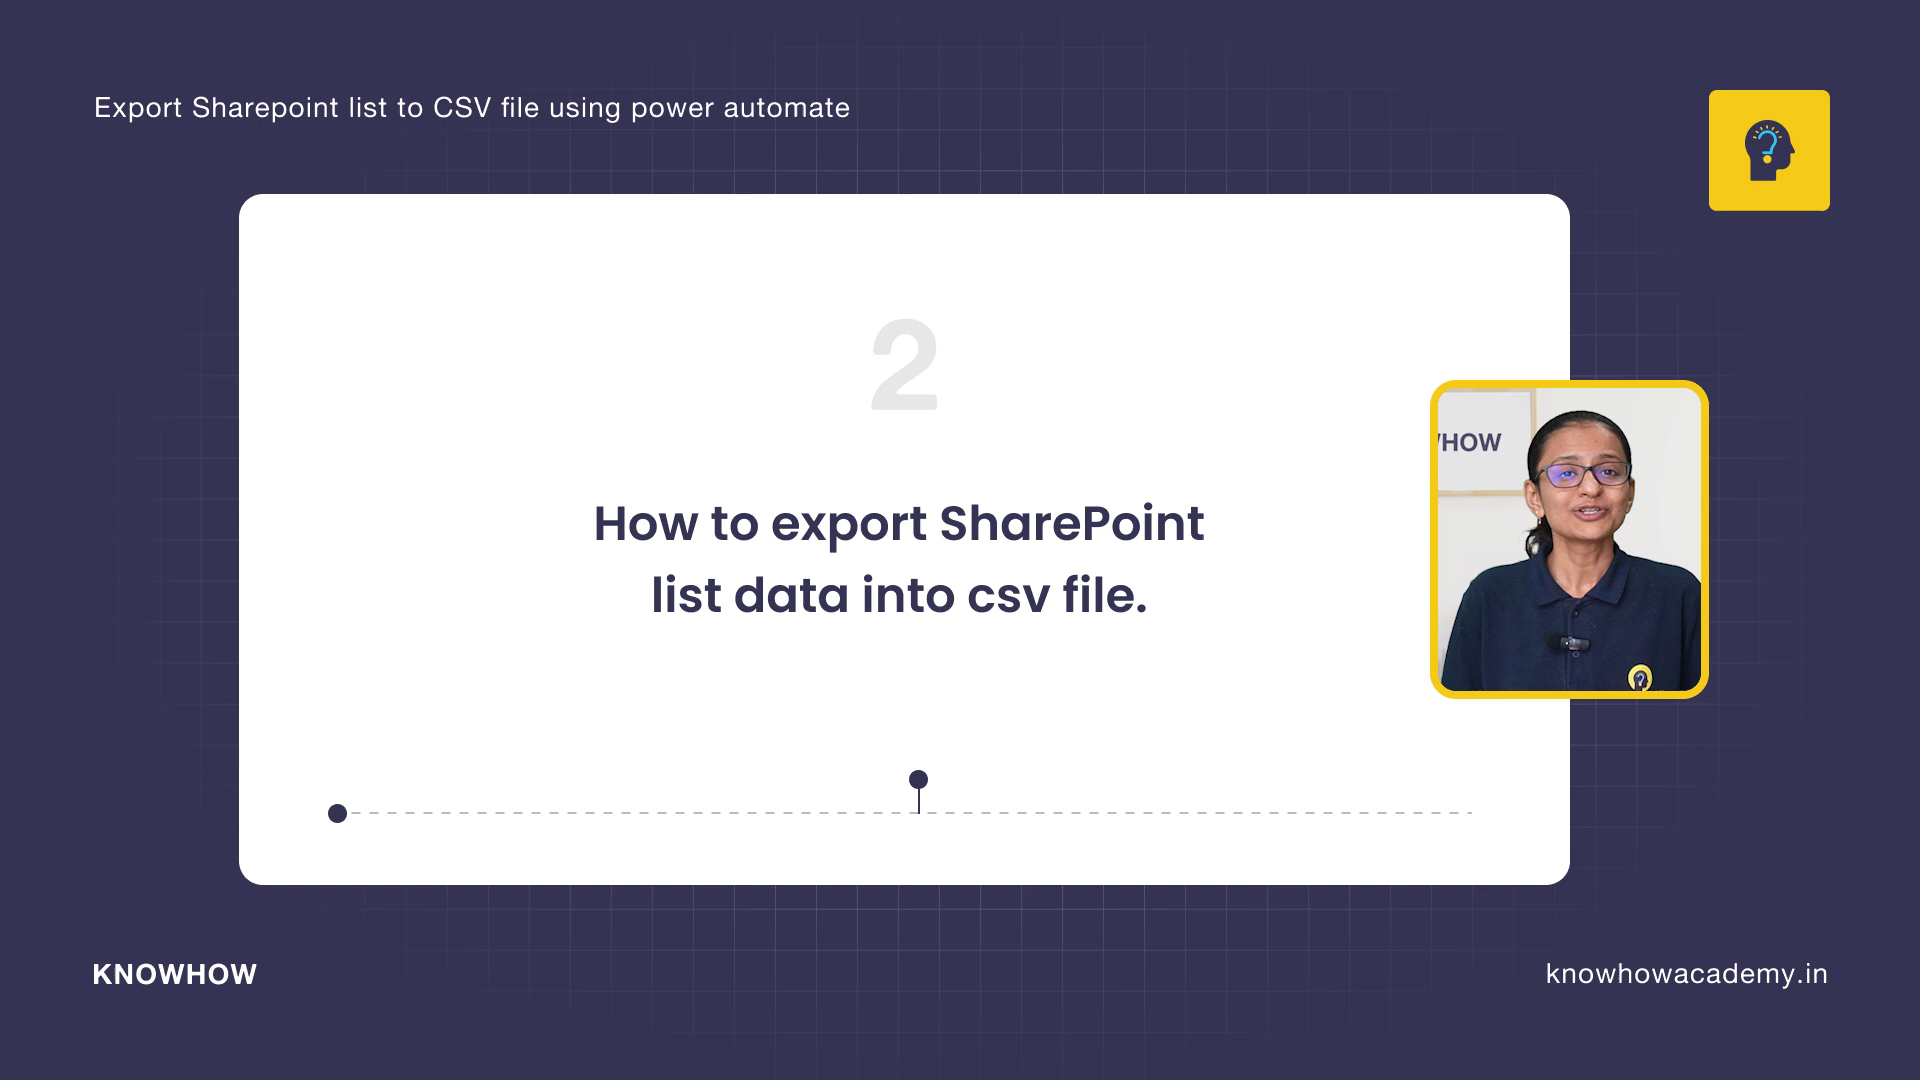 Export Sharepoint list to CSV file using power automate
2
How to export SharePoint
list data into csv file.
HOW
KNOWHOW
knowhowacademy.in